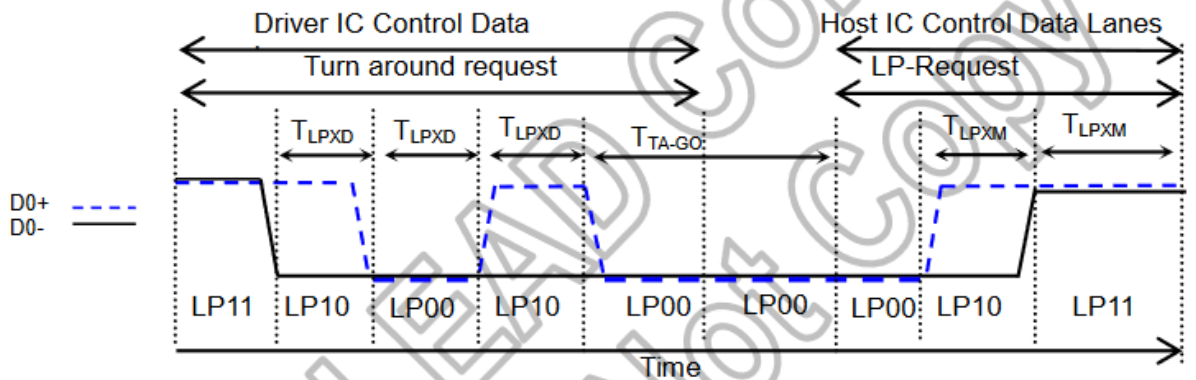 Driver IC Control Data
Host IC Control Data Lanes
Turn around request
LP-Request
TLPXD TLPXD TLPXD TTA-GO TLPXM TLPXM
D0+
D0-
LP11 LP10 LP00 LP10 LP00 LP00 LP00 LP10 LP11
Time